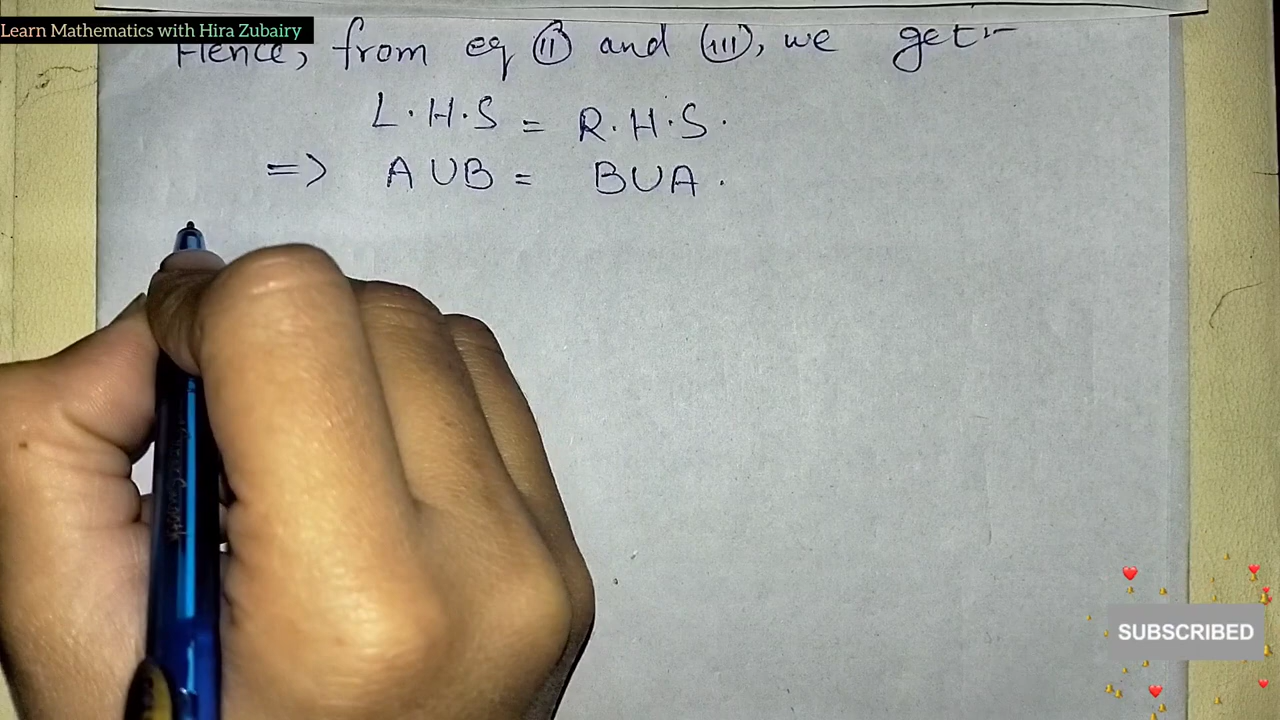 Learn Mathematics with Hira Zubairy
Hence, from eq (ii) and (iii), we get:-
L.H.S = R.H.S.
=> A∪B = B∪A.
SUBSCRIBED